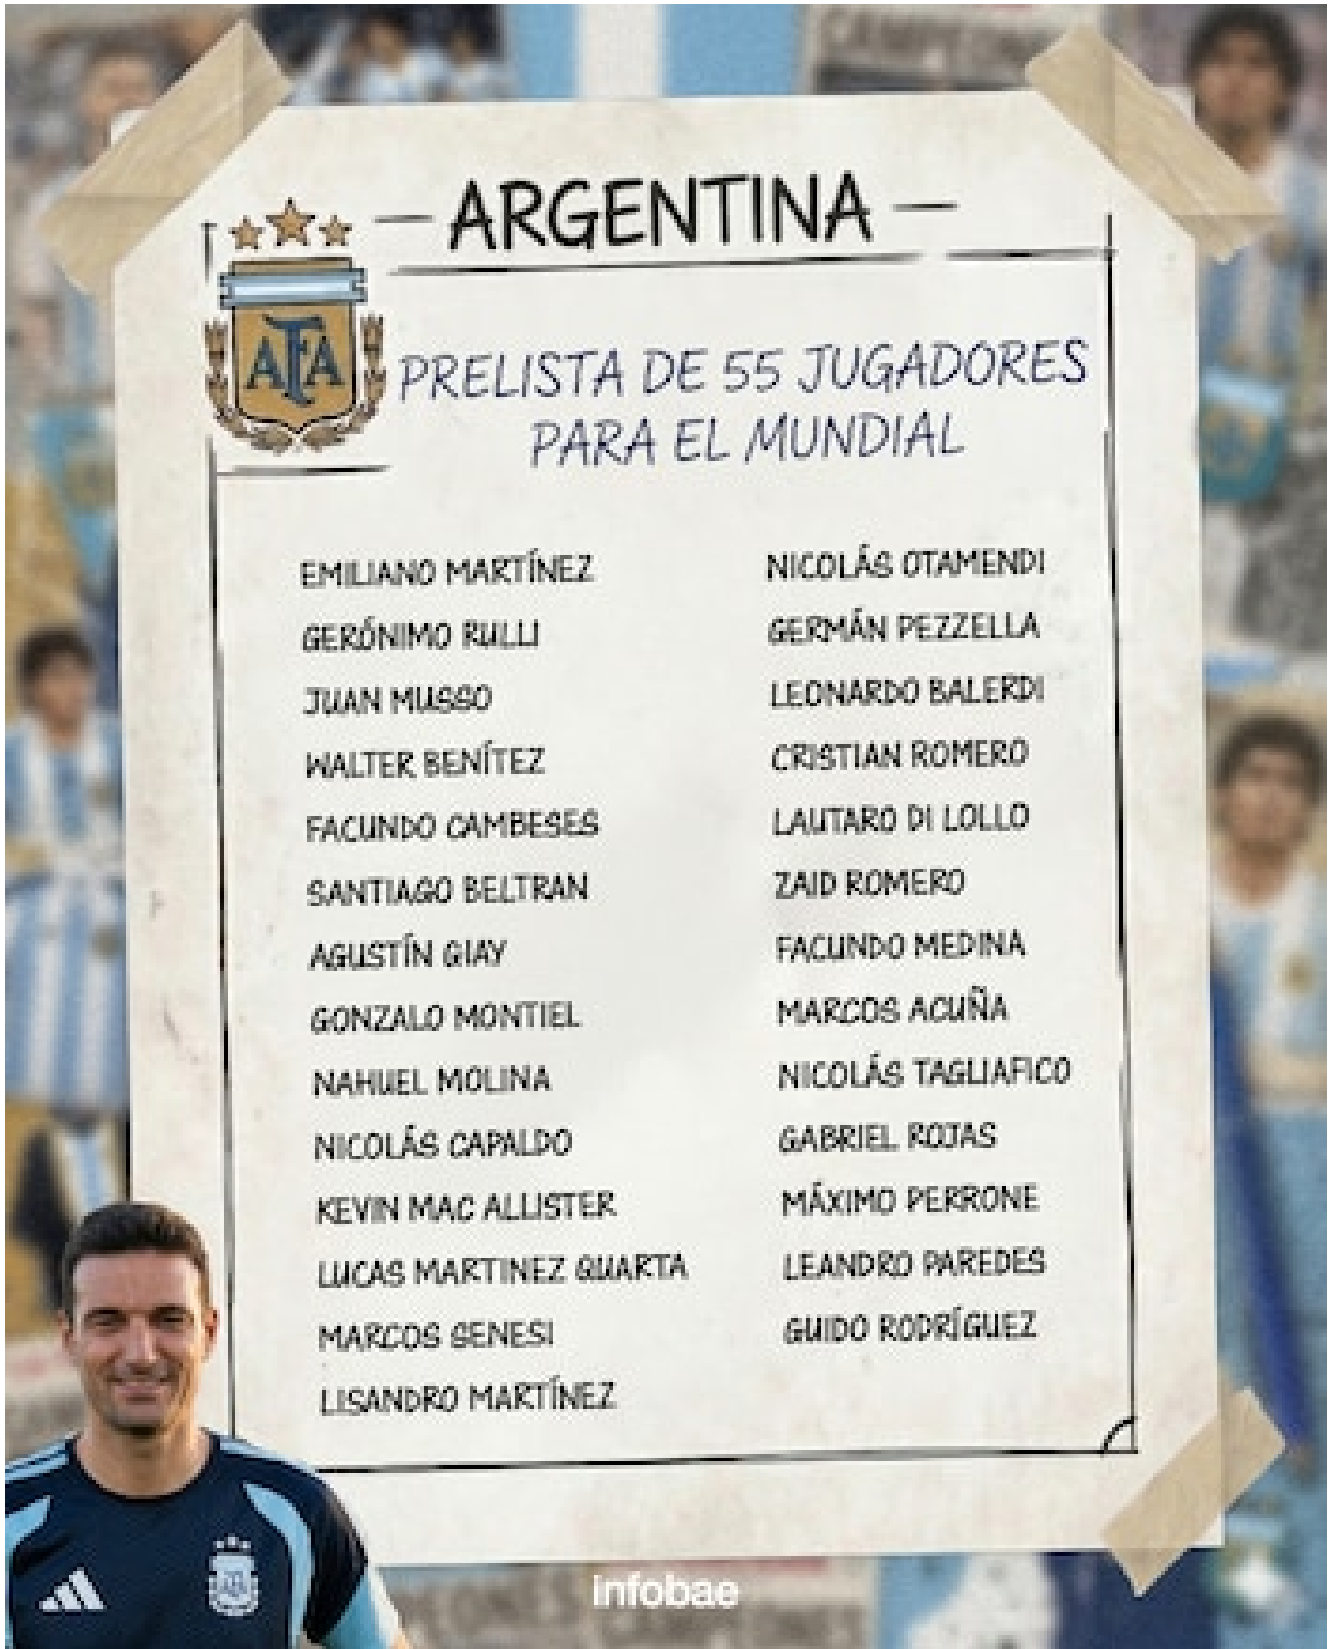 ARGENTINA
AFA
PRELISTA DE 55 JUGADORES
PARA EL MUNDIAL
EMILIANO MARTÍNEZ
GERÓNIMO RULLI
JUAN MUSSO
WALTER BENÍTEZ
FACUNDO CAMBESES
SANTIAGO BELTRAN
AGUSTÍN GIAY
GONZALO MONTIEL
NAHUEL MOLINA
NICOLÁS CAPALDO
KEVIN MAC ALLISTER
LUCAS MARTINEZ QUARTA
MARCOS SENESI
LISANDRO MARTÍNEZ
NICOLÁS OTAMENDI
GERMÁN PEZZELLA
LEONARDO BALERDI
CRISTIAN ROMERO
LAUTARO DI LOLLO
ZAID ROMERO
FACUNDO MEDINA
MARCOS ACUÑA
NICOLÁS TAGLIAFICO
GABRIEL ROJAS
MÁXIMO PERRONE
LEANDRO PAREDES
GUIDO RODRÍGUEZ
AFA
infobae